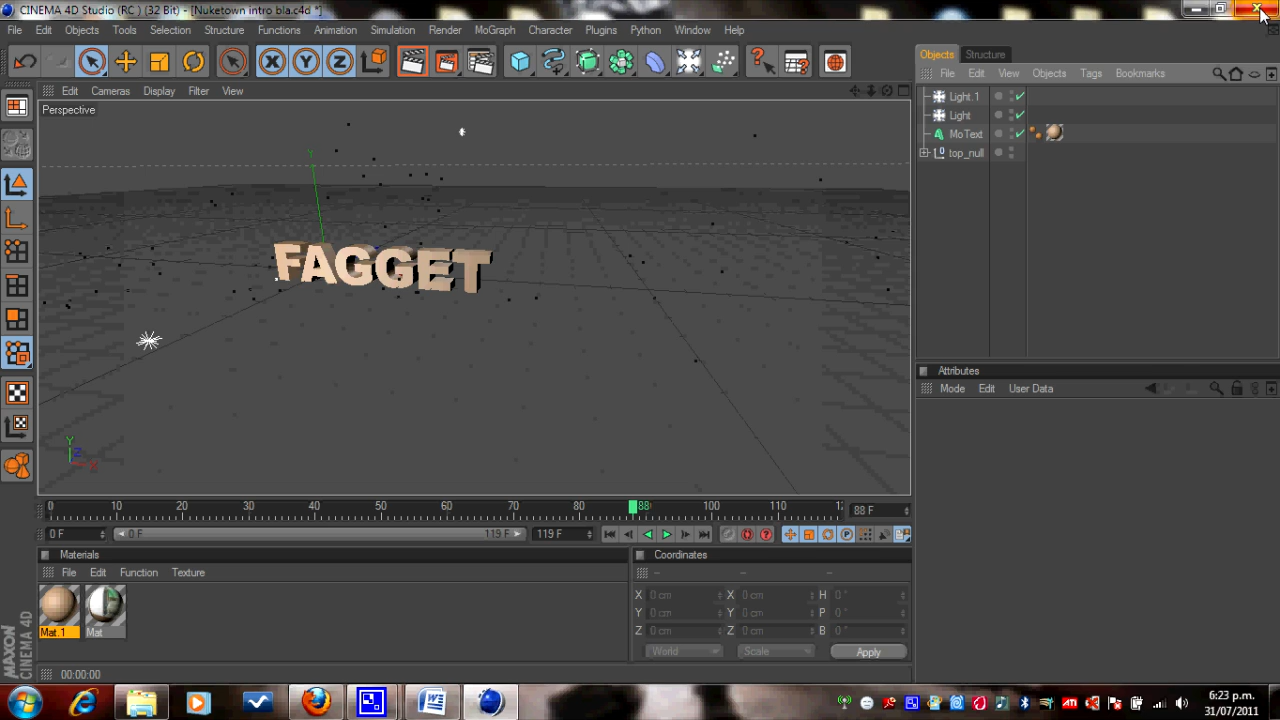 CINEMA 4D Studio (RC ) (32 Bit) - [Nuketown intro bla.c4d *]
File Edit Objects Tools Selection Structure Functions Animation Simulation Render MoGraph Character Plugins Python Window Help
X Y Z
Objects Structure
File Edit View Objects Tags Bookmarks
Edit Cameras Display Filter View
Perspective
Light.1
Light
MoText
top_null
Y
FAGGET
Attributes
Mode Edit User Data
Y
Z
X
0 10 20 30 40 50 60 70 88 100 110 12
88 F
0 F 0 F 119 F 119 F
Materials
Coordinates
File Edit Function Texture
-- -- --
X 0 cm X 0 cm H 0 °
Y 0 cm Y 0 cm P 0 °
Z 0 cm Z 0 cm B 0 °
Mat.1 Mat
World Scale Apply
MAXON CINEMA 4D
00:00:00
6:23 p.m.
31/07/2011